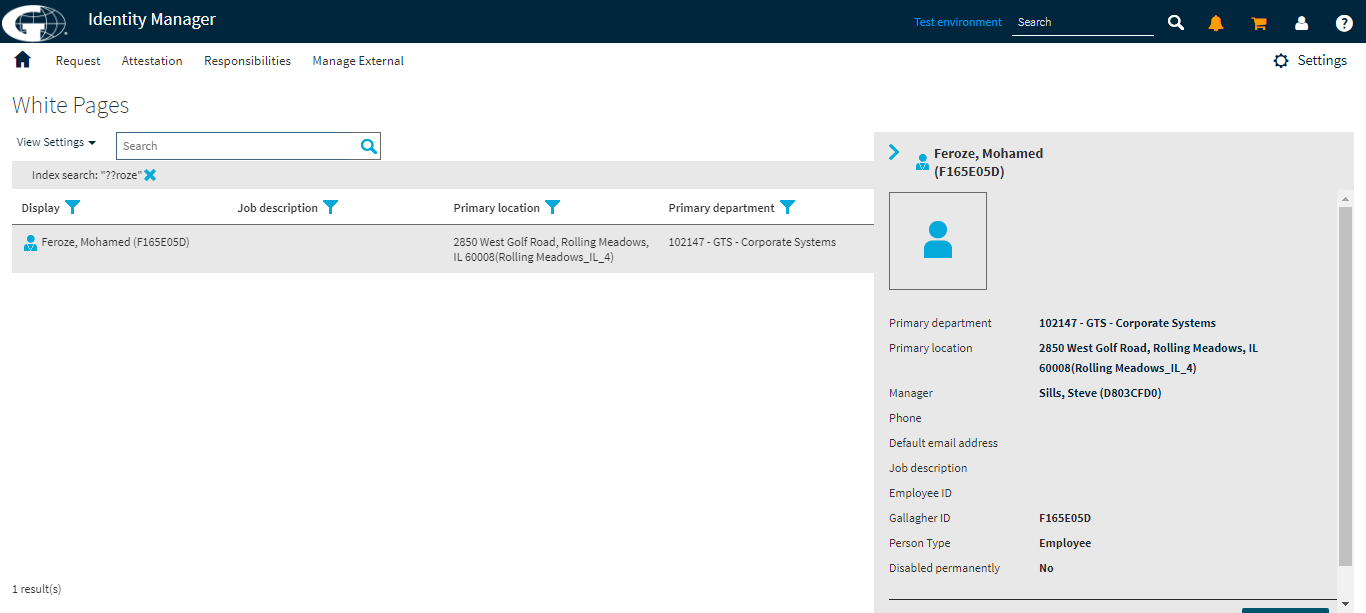 Identity Manager
Test environment
Search
Request
Attestation
Responsibilities
Manage External
Settings
White Pages
View Settings
Search
Index search: "??roze"
Display
Job description
Primary location
Primary department
Feroze, Mohamed (F165E05D)
2850 West Golf Road, Rolling Meadows,
IL 60008(Rolling Meadows_IL_4)
102147 - GTS - Corporate Systems
1 result(s)
Feroze, Mohamed
(F165E05D)
Primary department
102147 - GTS - Corporate Systems
Primary location
2850 West Golf Road, Rolling Meadows, IL
60008(Rolling Meadows_IL_4)
Manager
Sills, Steve (D803CFD0)
Phone
Default email address
Job description
Employee ID
Gallagher ID
F165E05D
Person Type
Employee
Disabled permanently
No